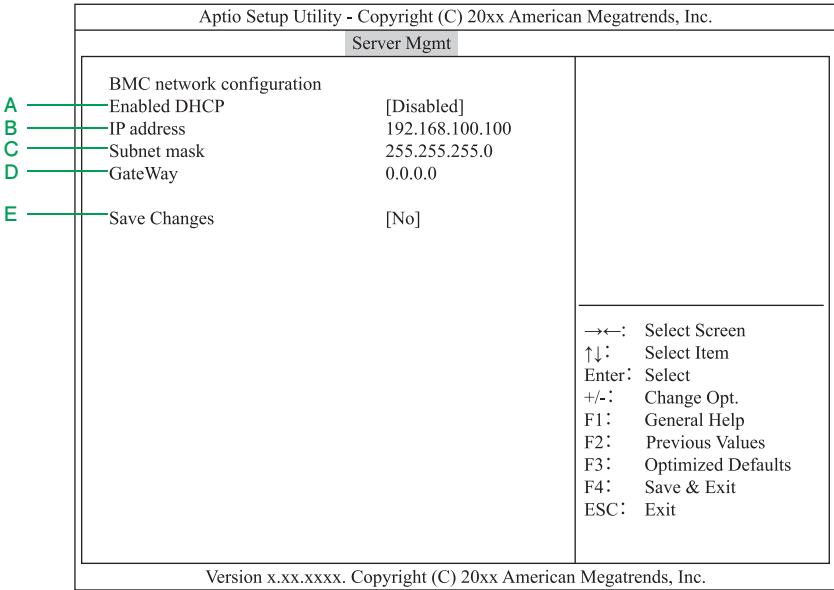 Aptio Setup Utility - Copyright (C) 20xx American Megatrends, Inc.
Server Mgmt
BMC network configuration
A Enabled DHCP [Disabled]
B IP address 192.168.100.100
C Subnet mask 255.255.255.0
D GateWay 0.0.0.0
E Save Changes [No]
→←: Select Screen
↑↓: Select Item
Enter: Select
+/-: Change Opt.
F1: General Help
F2: Previous Values
F3: Optimized Defaults
F4: Save & Exit
ESC: Exit
Version x.xx.xxxx. Copyright (C) 20xx American Megatrends, Inc.